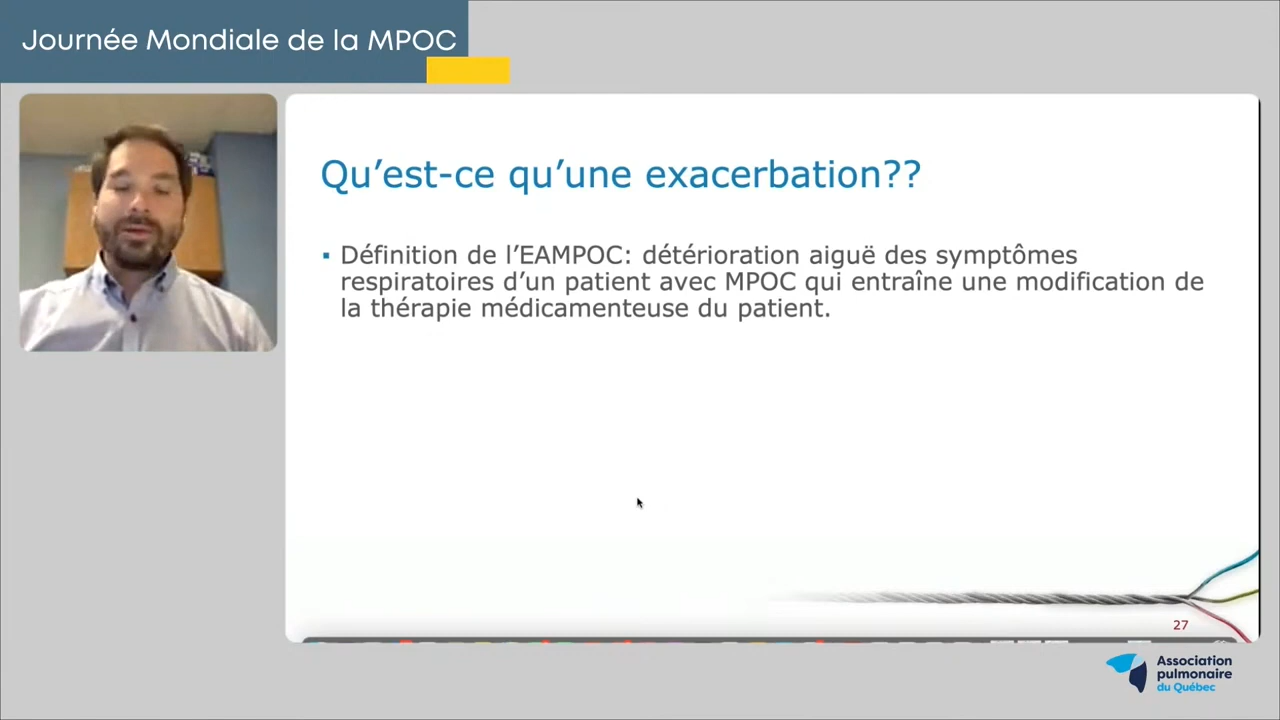 Journée Mondiale de la MPOC
Qu’est-ce qu’une exacerbation??
▪ Définition de l’EAMPOC: détérioration aiguë des symptômes
respiratoires d’un patient avec MPOC qui entraîne une modification de
la thérapie médicamenteuse du patient.
27
Association
pulmonaire
du Québec